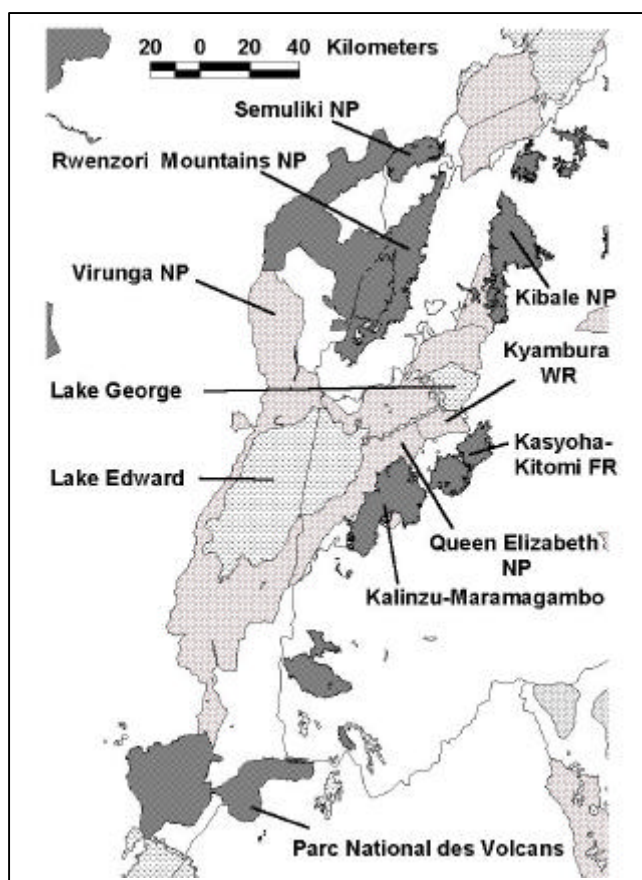 20 0 20 40 Kilometers
Semuliki NP
Rwenzori Mountains NP
Virunga NP
Kibale NP
Kyambura
WR
Lake George
Kasyoha-
Kitomi FR
Lake Edward
Queen Elizabeth
NP
Kalinzu-Maramagambo
Parc National des Volcans